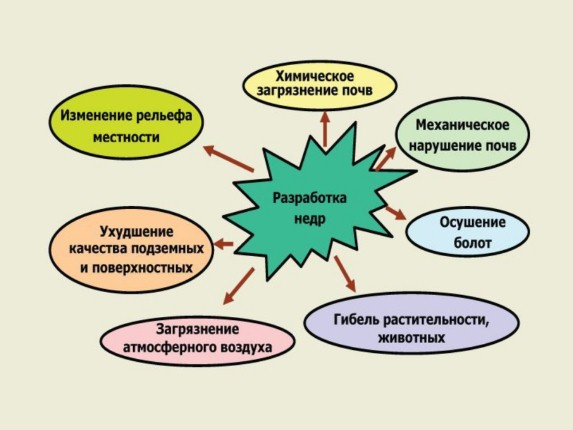 Химическое
загрязнение почв
Изменение рельефа
местности
Механическое
нарушение почв
Разработка
недр
Ухудшение
качества подземных
и поверхностных
Осушение
болот
Загрязнение
атмосферного воздуха
Гибель растительности,
животных